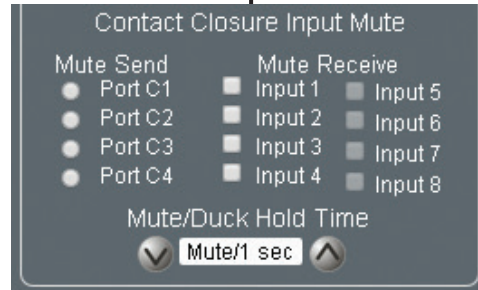 Contact Closure Input Mute
Mute Send Mute Receive
Port C1 Input 1 Input 5
Port C2 Input 2 Input 6
Port C3 Input 3 Input 7
Port C4 Input 4 Input 8
Mute/Duck Hold Time
Mute/1 sec